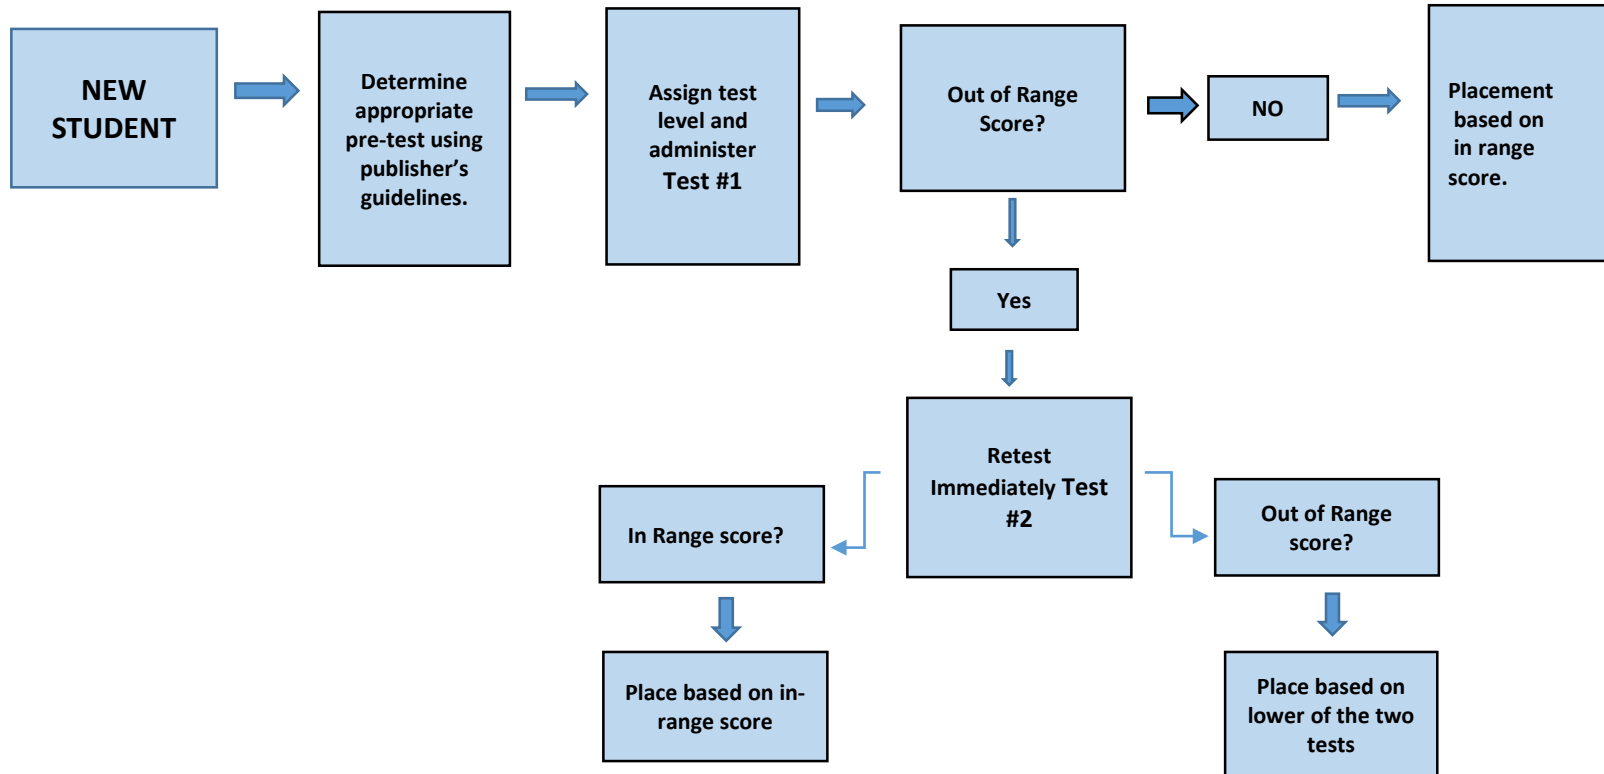 NEW
STUDENT
Determine
appropriate
pre-test using
publisher’s
guidelines.
Assign test
level and
administer
Test #1
Out of Range
Score?
NO
Placement
based on
in range
score.
Yes
Retest
Immediately Test
#2
In Range score?
Out of Range
score?
Place based on in-
range score
Place based on
lower of the two
tests